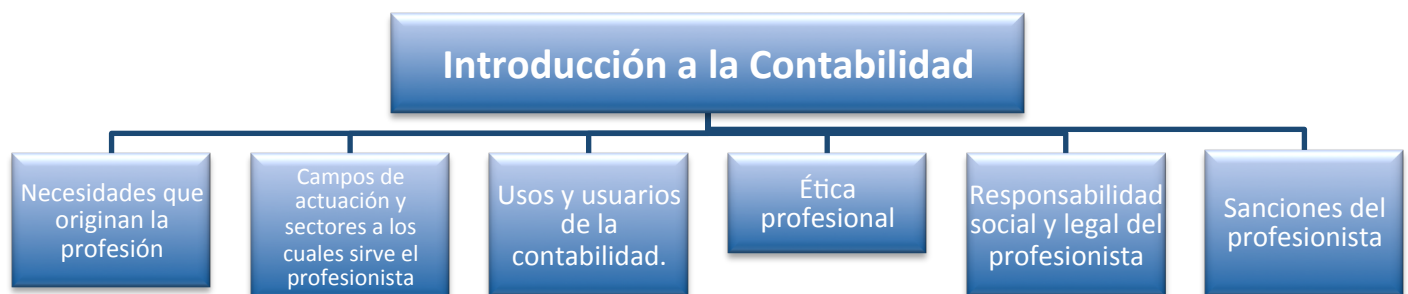 Introducción a la Contabilidad
Necesidades que
originan la
profesión
Campos de
actuación y
sectores a los
cuales sirve el
profesionista
Usos y usuarios
de la
contabilidad.
Ética
profesional
Responsabilidad
social y legal del
profesionista
Sanciones del
profesionista